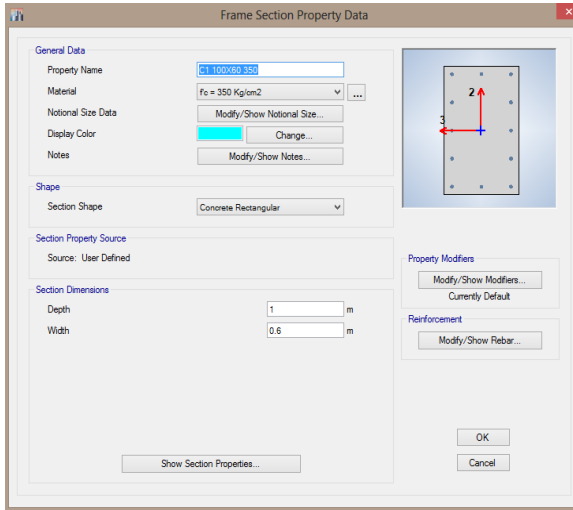 Frame Section Property Data
General Data
Property Name C1 100X60 350
Material f'c = 350 Kg/cm2 ...
Notional Size Data Modify/Show Notional Size...
Display Color Change...
Notes Modify/Show Notes...
Shape
Section Shape Concrete Rectangular
Section Property Source
Source: User Defined
Section Dimensions
Depth 1 m
Width 0.6 m
Show Section Properties...
2
3
Property Modifiers
Modify/Show Modifiers...
Currently Default
Reinforcement
Modify/Show Rebar...
OK
Cancel